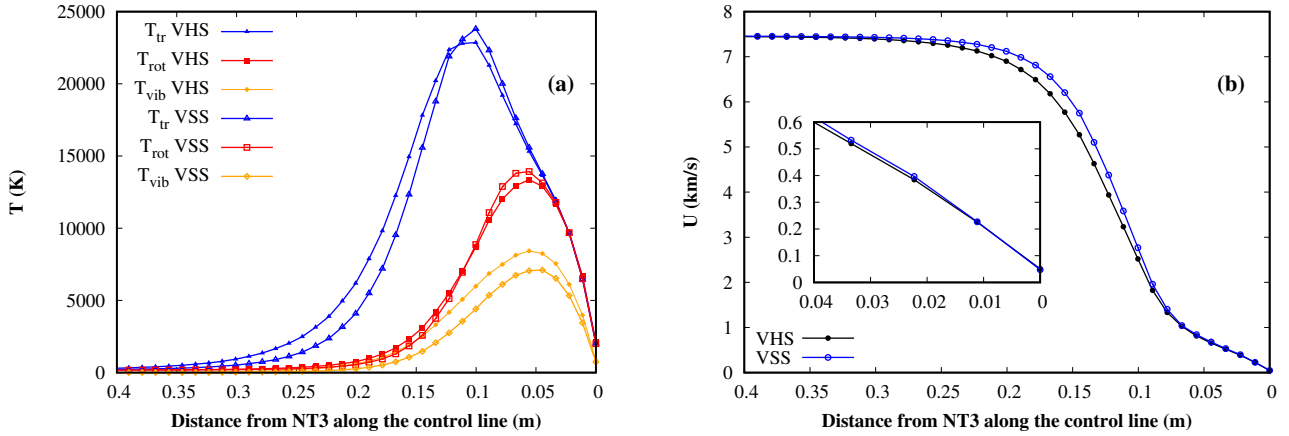 25000
20000
15000
10000
5000
0
T (K)
T_tr VHS
T_rot VHS
T_vib VHS
T_tr VSS
T_rot VSS
T_vib VSS
(a)
0.4 0.35 0.3 0.25 0.2 0.15 0.1 0.05 0
Distance from NT3 along the control line (m)
8
7
6
5
4
3
2
1
0
U (km/s)
(b)
0.6
0.5
0.4
0.3
0.2
0.1
0
0.04 0.03 0.02 0.01 0
VHS
VSS
0.4 0.35 0.3 0.25 0.2 0.15 0.1 0.05 0
Distance from NT3 along the control line (m)